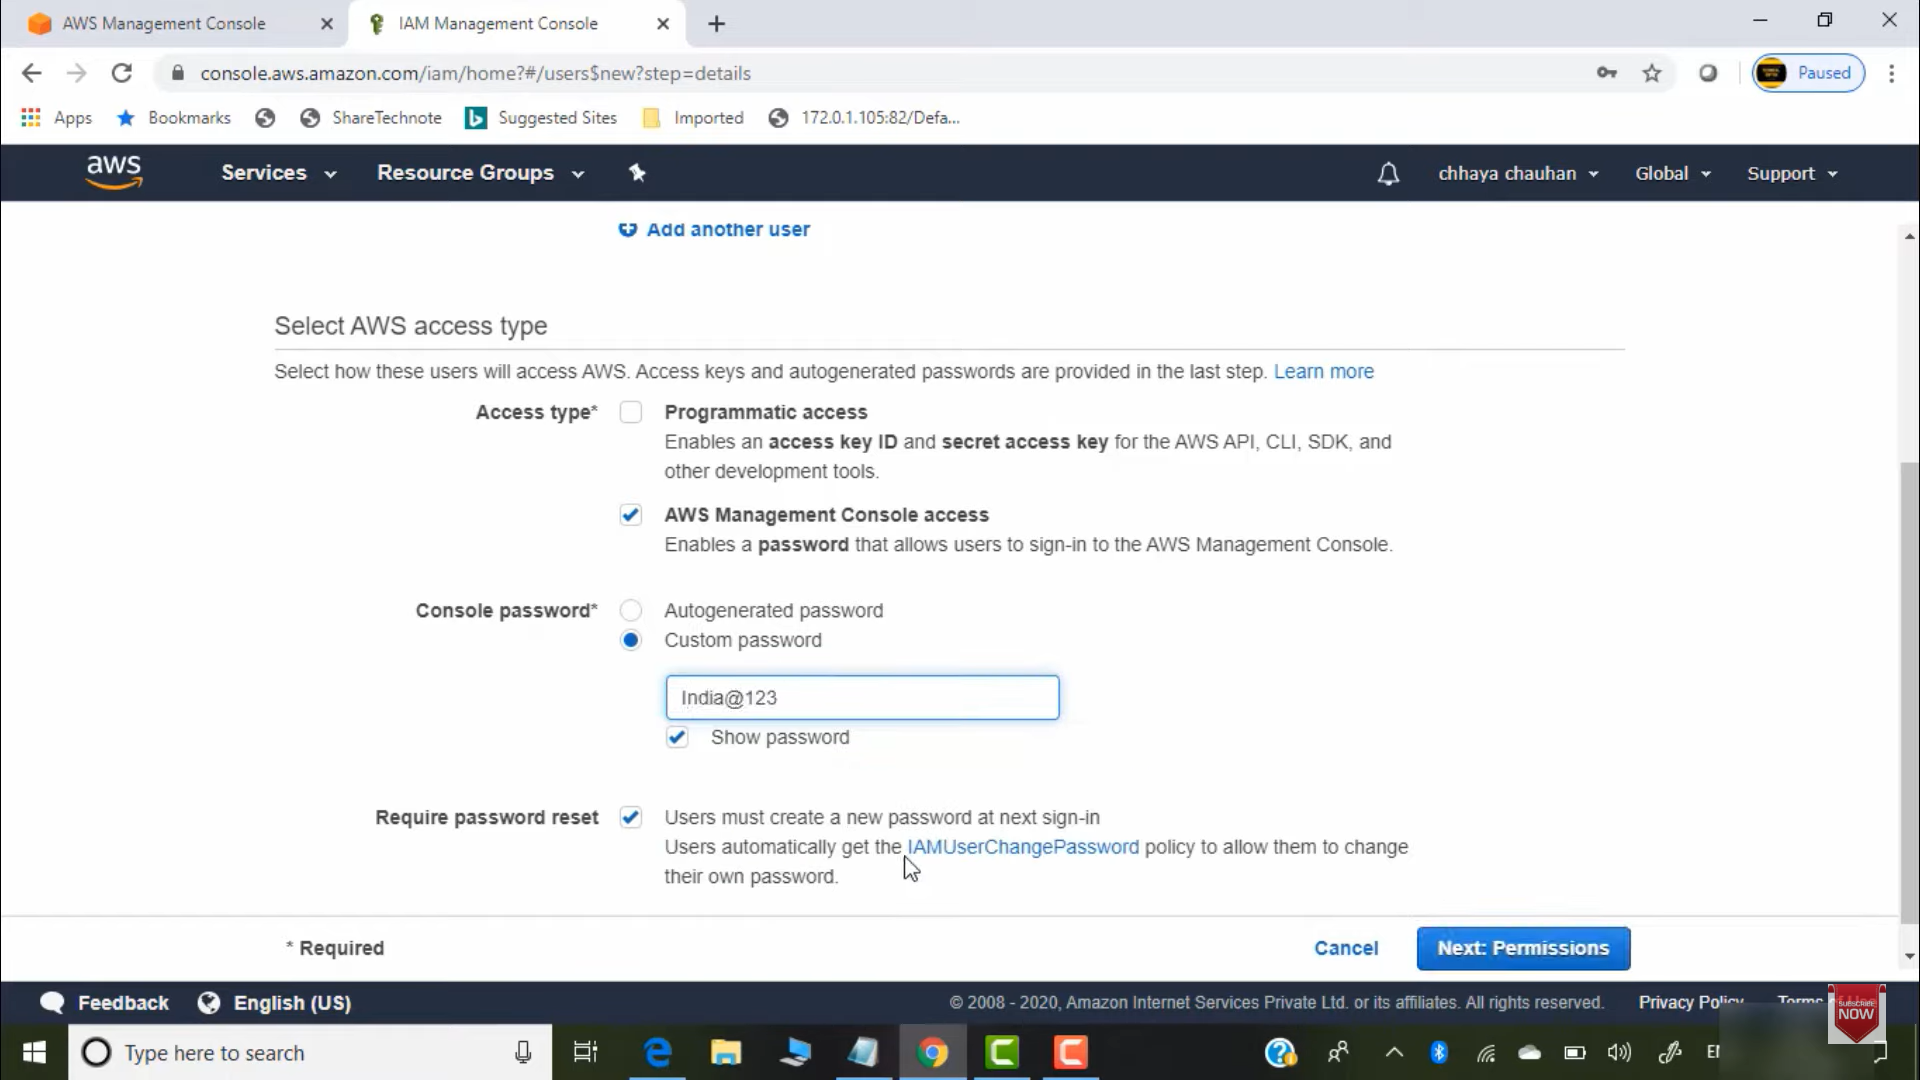 AWS Management Console
IAM Management Console
console.aws.amazon.com/iam/home?#/users$new?step=details
Paused
Apps
Bookmarks
ShareTechnote
Suggested Sites
Imported
172.0.1.105:82/Defa...
aws
Services
Resource Groups
chhaya chauhan
Global
Support
Add another user
Select AWS access type
Select how these users will access AWS. Access keys and autogenerated passwords are provided in the last step. Learn more
Access type*
Programmatic access
Enables an access key ID and secret access key for the AWS API, CLI, SDK, and
other development tools.
AWS Management Console access
Enables a password that allows users to sign-in to the AWS Management Console.
Console password*
Autogenerated password
Custom password
India@123
Show password
Require password reset
Users must create a new password at next sign-in
Users automatically get the IAMUserChangePassword policy to allow them to change
their own password.
* Required
Cancel
Next: Permissions
Feedback
English (US)
© 2008 - 2020, Amazon Internet Services Private Ltd. or its affiliates. All rights reserved.
Privacy Policy
SUBSCRIBE
NOW
Type here to search